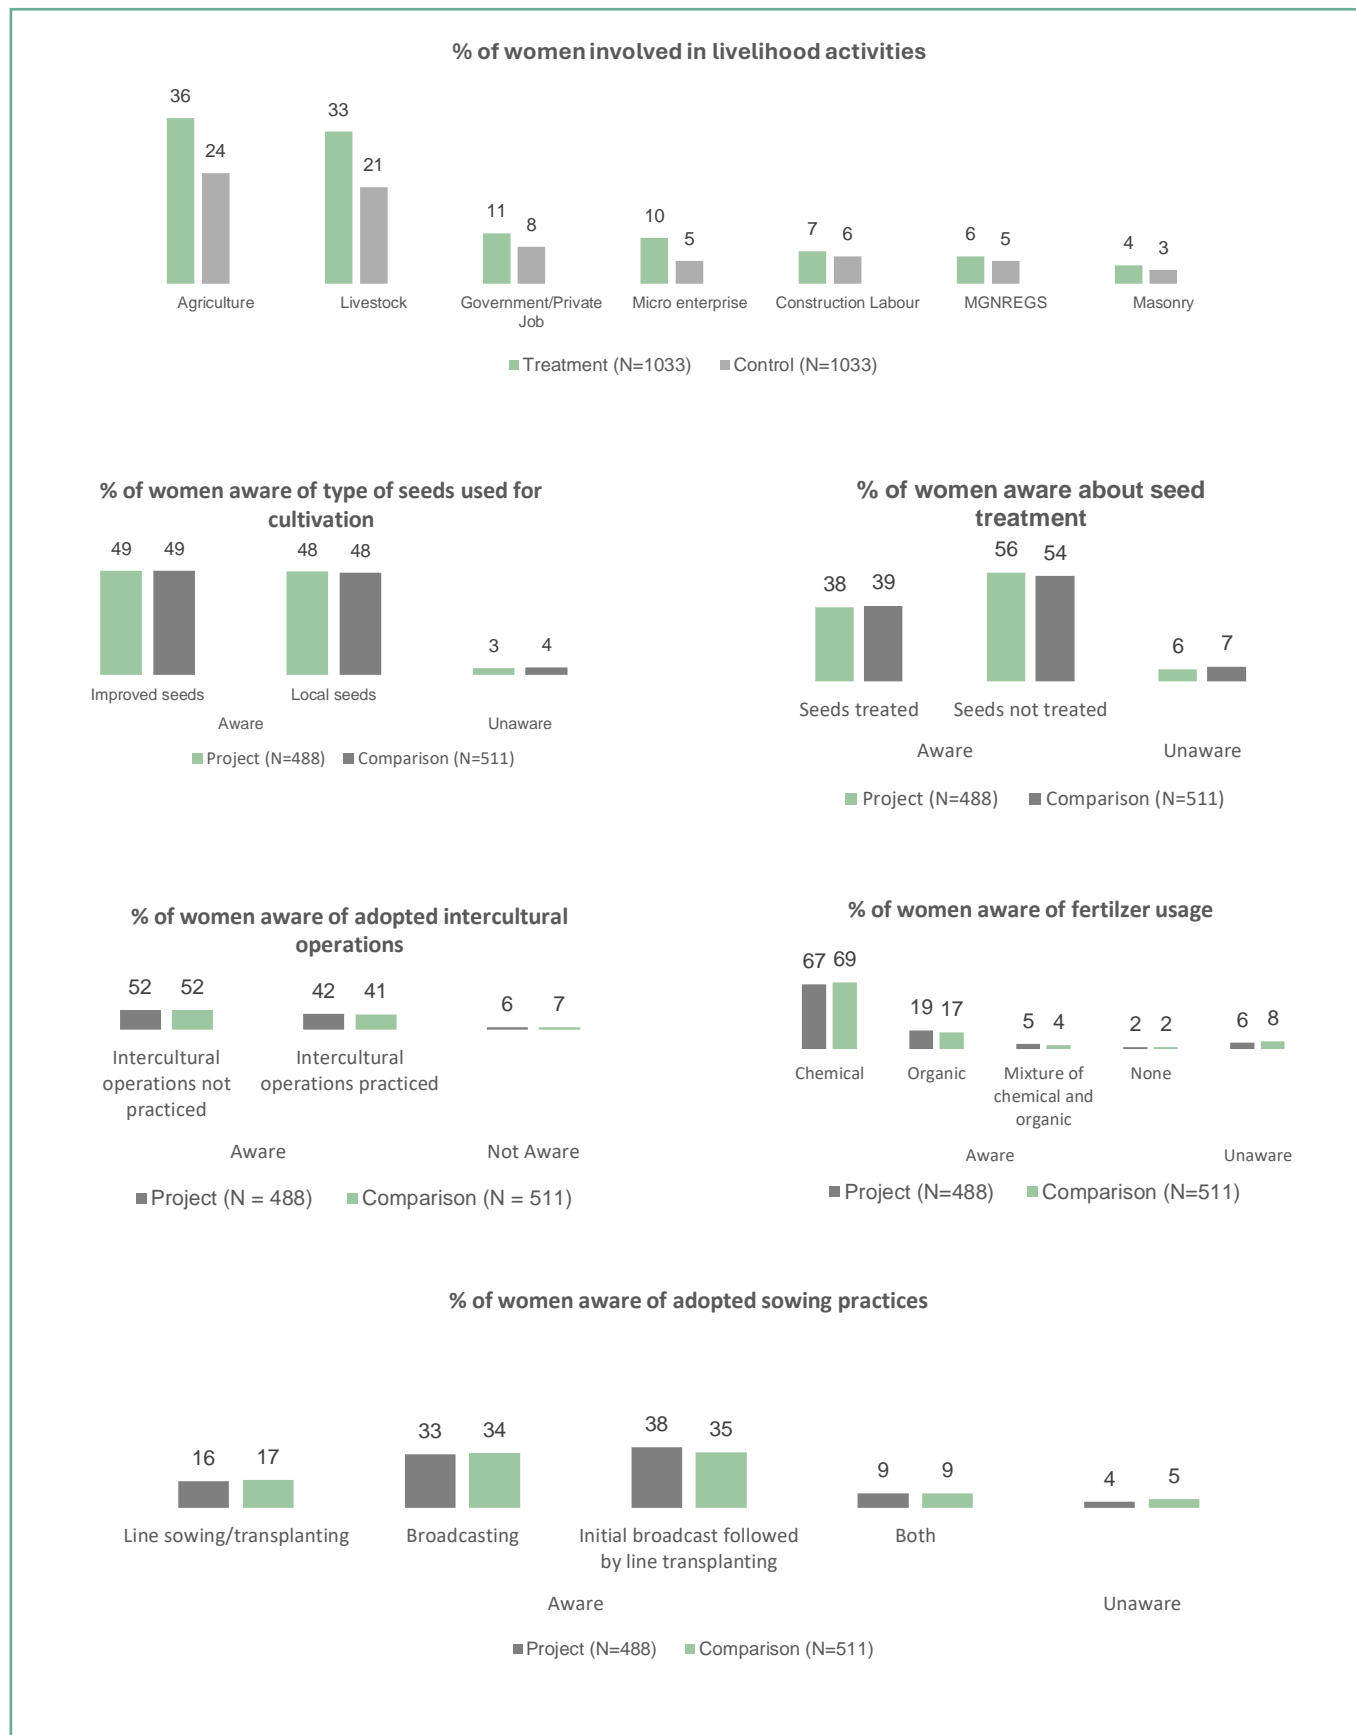 % of women involved in livelihood activities
36
24
33
21
11
8
10
5
7
6
6
5
4
3
Agriculture
Livestock
Government/Private
Job
Micro enterprise
Construction Labour
MGNREGS
Masonry
Treatment (N=1033)
Control (N=1033)
% of women aware of type of seeds used for
cultivation
49
49
48
48
3
4
Improved seeds
Local seeds
Aware
Unaware
Project (N=488)
Comparison (N=511)
% of women aware about seed
treatment
38
39
56
54
6
7
Seeds treated
Seeds not treated
Aware
Unaware
Project (N=488)
Comparison (N=511)
% of women aware of adopted intercultural
operations
52
52
42
41
6
7
Intercultural
operations not
practiced
Intercultural
operations practiced
Aware
Not Aware
Project (N = 488)
Comparison (N = 511)
% of women aware of fertilzer usage
67
69
19
17
5
4
2
2
6
8
Chemical
Organic
Mixture of
chemical and
organic
None
Aware
Unaware
Project (N=488)
Comparison (N=511)
% of women aware of adopted sowing practices
16
17
33
34
38
35
9
9
4
5
Line sowing/transplanting
Broadcasting
Initial broadcast followed
by line transplanting
Both
Aware
Unaware
Project (N=488)
Comparison (N=511)